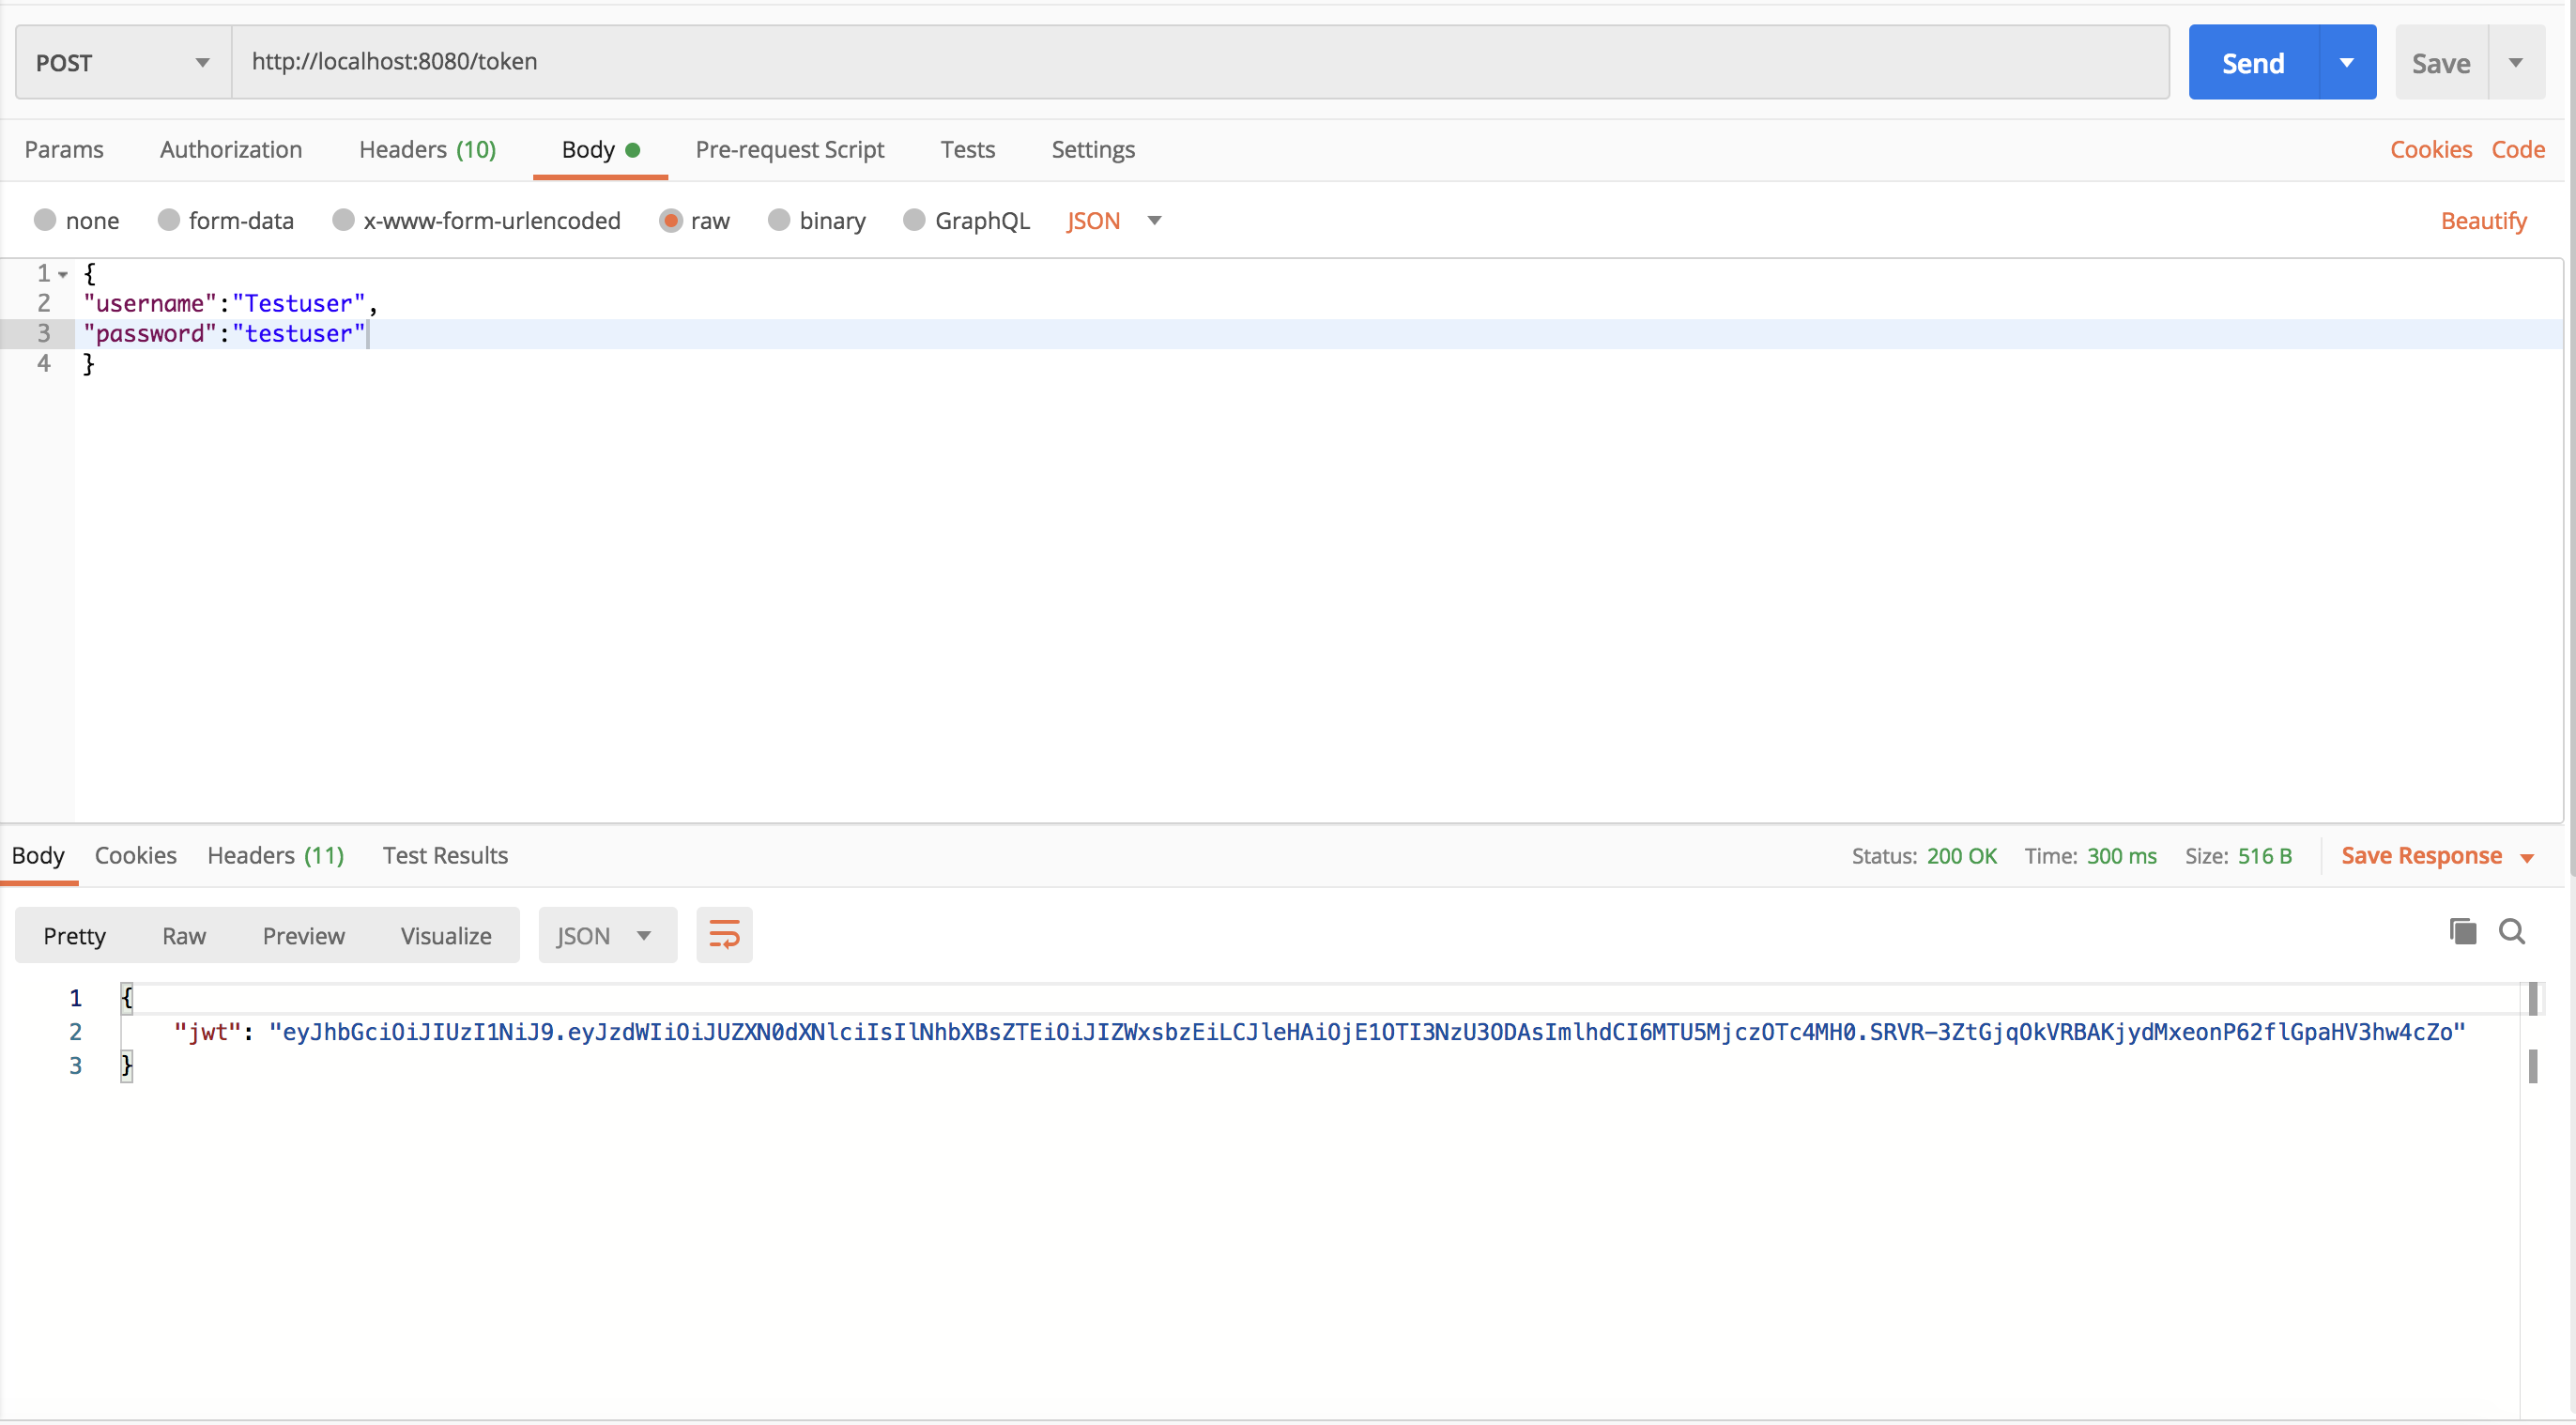 POST http://localhost:8080/token Send Save
Params Authorization Headers (10) Body Pre-request Script Tests Settings Cookies Code
none form-data x-www-form-urlencoded raw binary GraphQL JSON Beautify
1 {
2 "username":"Testuser",
3 "password":"testuser"
4 }
Body Cookies Headers (11) Test Results Status: 200 OK Time: 300 ms Size: 516 B Save Response
Pretty Raw Preview Visualize JSON
1 {
2 "jwt": "eyJhbGciOiJIUzI1NiJ9.eyJzdWIiOiJUZXN0dXNlciIsIlNhbXBsZTEiOiJIZWxsbzEiLCJleHAiOjE1OTI3NzU3ODAsImlhdCI6MTU5MjczOTc4MH0.SRVR-3ZtGjqOkVRBAKjydMxeonP62flGpaHV3hw4cZo"
3 }